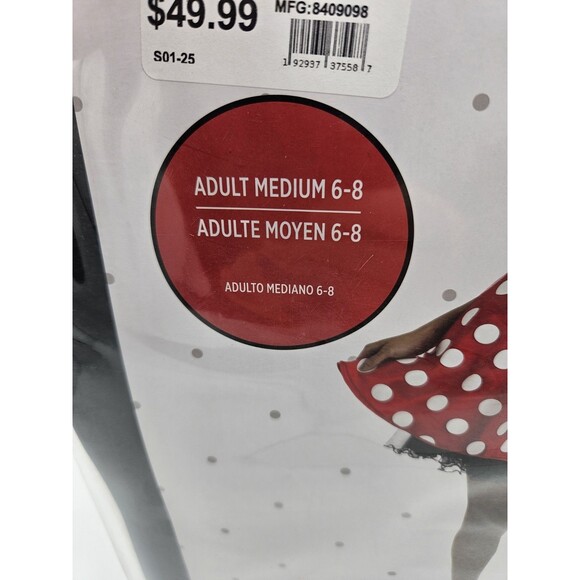 $49.99
MFG:8409098
S01-25
1 92937 37558 7
ADULT MEDIUM 6-8
ADULTE MOYEN 6-8
ADULTO MEDIANO 6-8